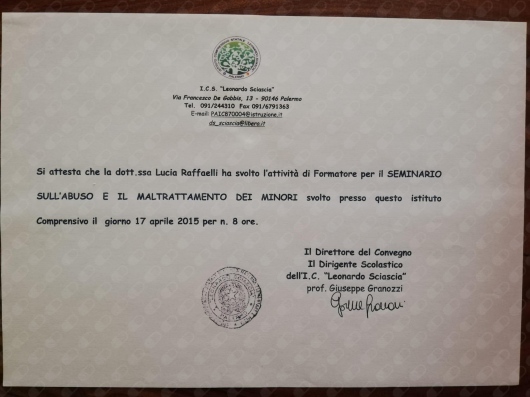 I.C.S. "Leonardo Sciascia"
Via Francesco De Gobbis, 13 - 90146 Palermo
Tel. 091/244310 Fax 091/6791363
E-mail: PAIC870004@istruzione.it
ds_sciascia@libero.it
Si attesta che la dott.ssa Lucia Raffaelli ha svolto l'attività di Formatore per il SEMINARIO
SULL'ABUSO E IL MALTRATTAMENTO DEI MINORI svolto presso questo istituto
Comprensivo il giorno 17 aprile 2015 per n. 8 ore.
Il Direttore del Convegno
Il Dirigente Scolastico
dell'I.C. "Leonardo Sciascia"
prof. Giuseppe Granozzi